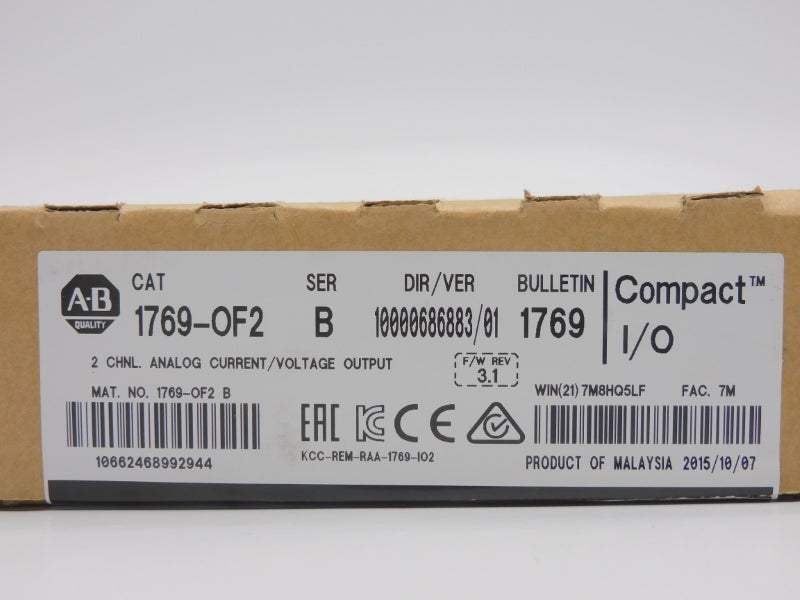 A·B
QUALITY
CAT SER DIR/VER BULLETIN
1769-OF2 B 10000686883/01 1769
Compact™
I/O
2 CHNL. ANALOG CURRENT/VOLTAGE OUTPUT
F/W REV
3.1
MAT. NO. 1769-OF2 B
WIN(21) 7M8HQ5LF FAC. 7M
EAC KC CE
10662468992944
KCC-REM-RAA-1769-IO2
PRODUCT OF MALAYSIA 2015/10/07